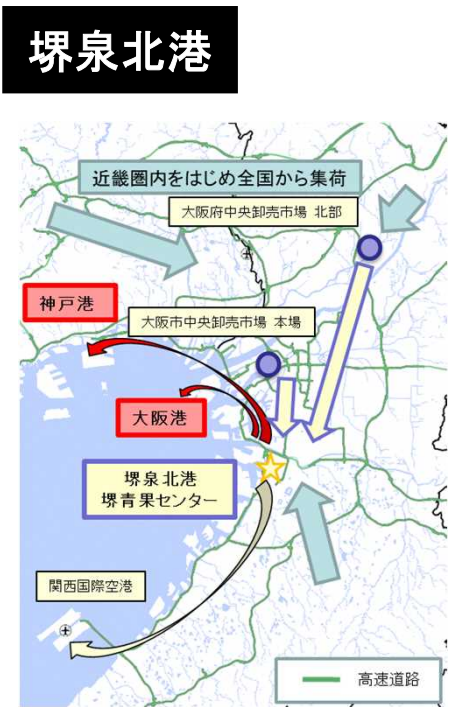 堺泉北港
近畿圏内をはじめ全国から集荷
大阪府中央卸売市場 北部
神戸港
大阪市中央卸売市場 本場
大阪港
堺泉北港
堺青果センター
関西国際空港
高速道路